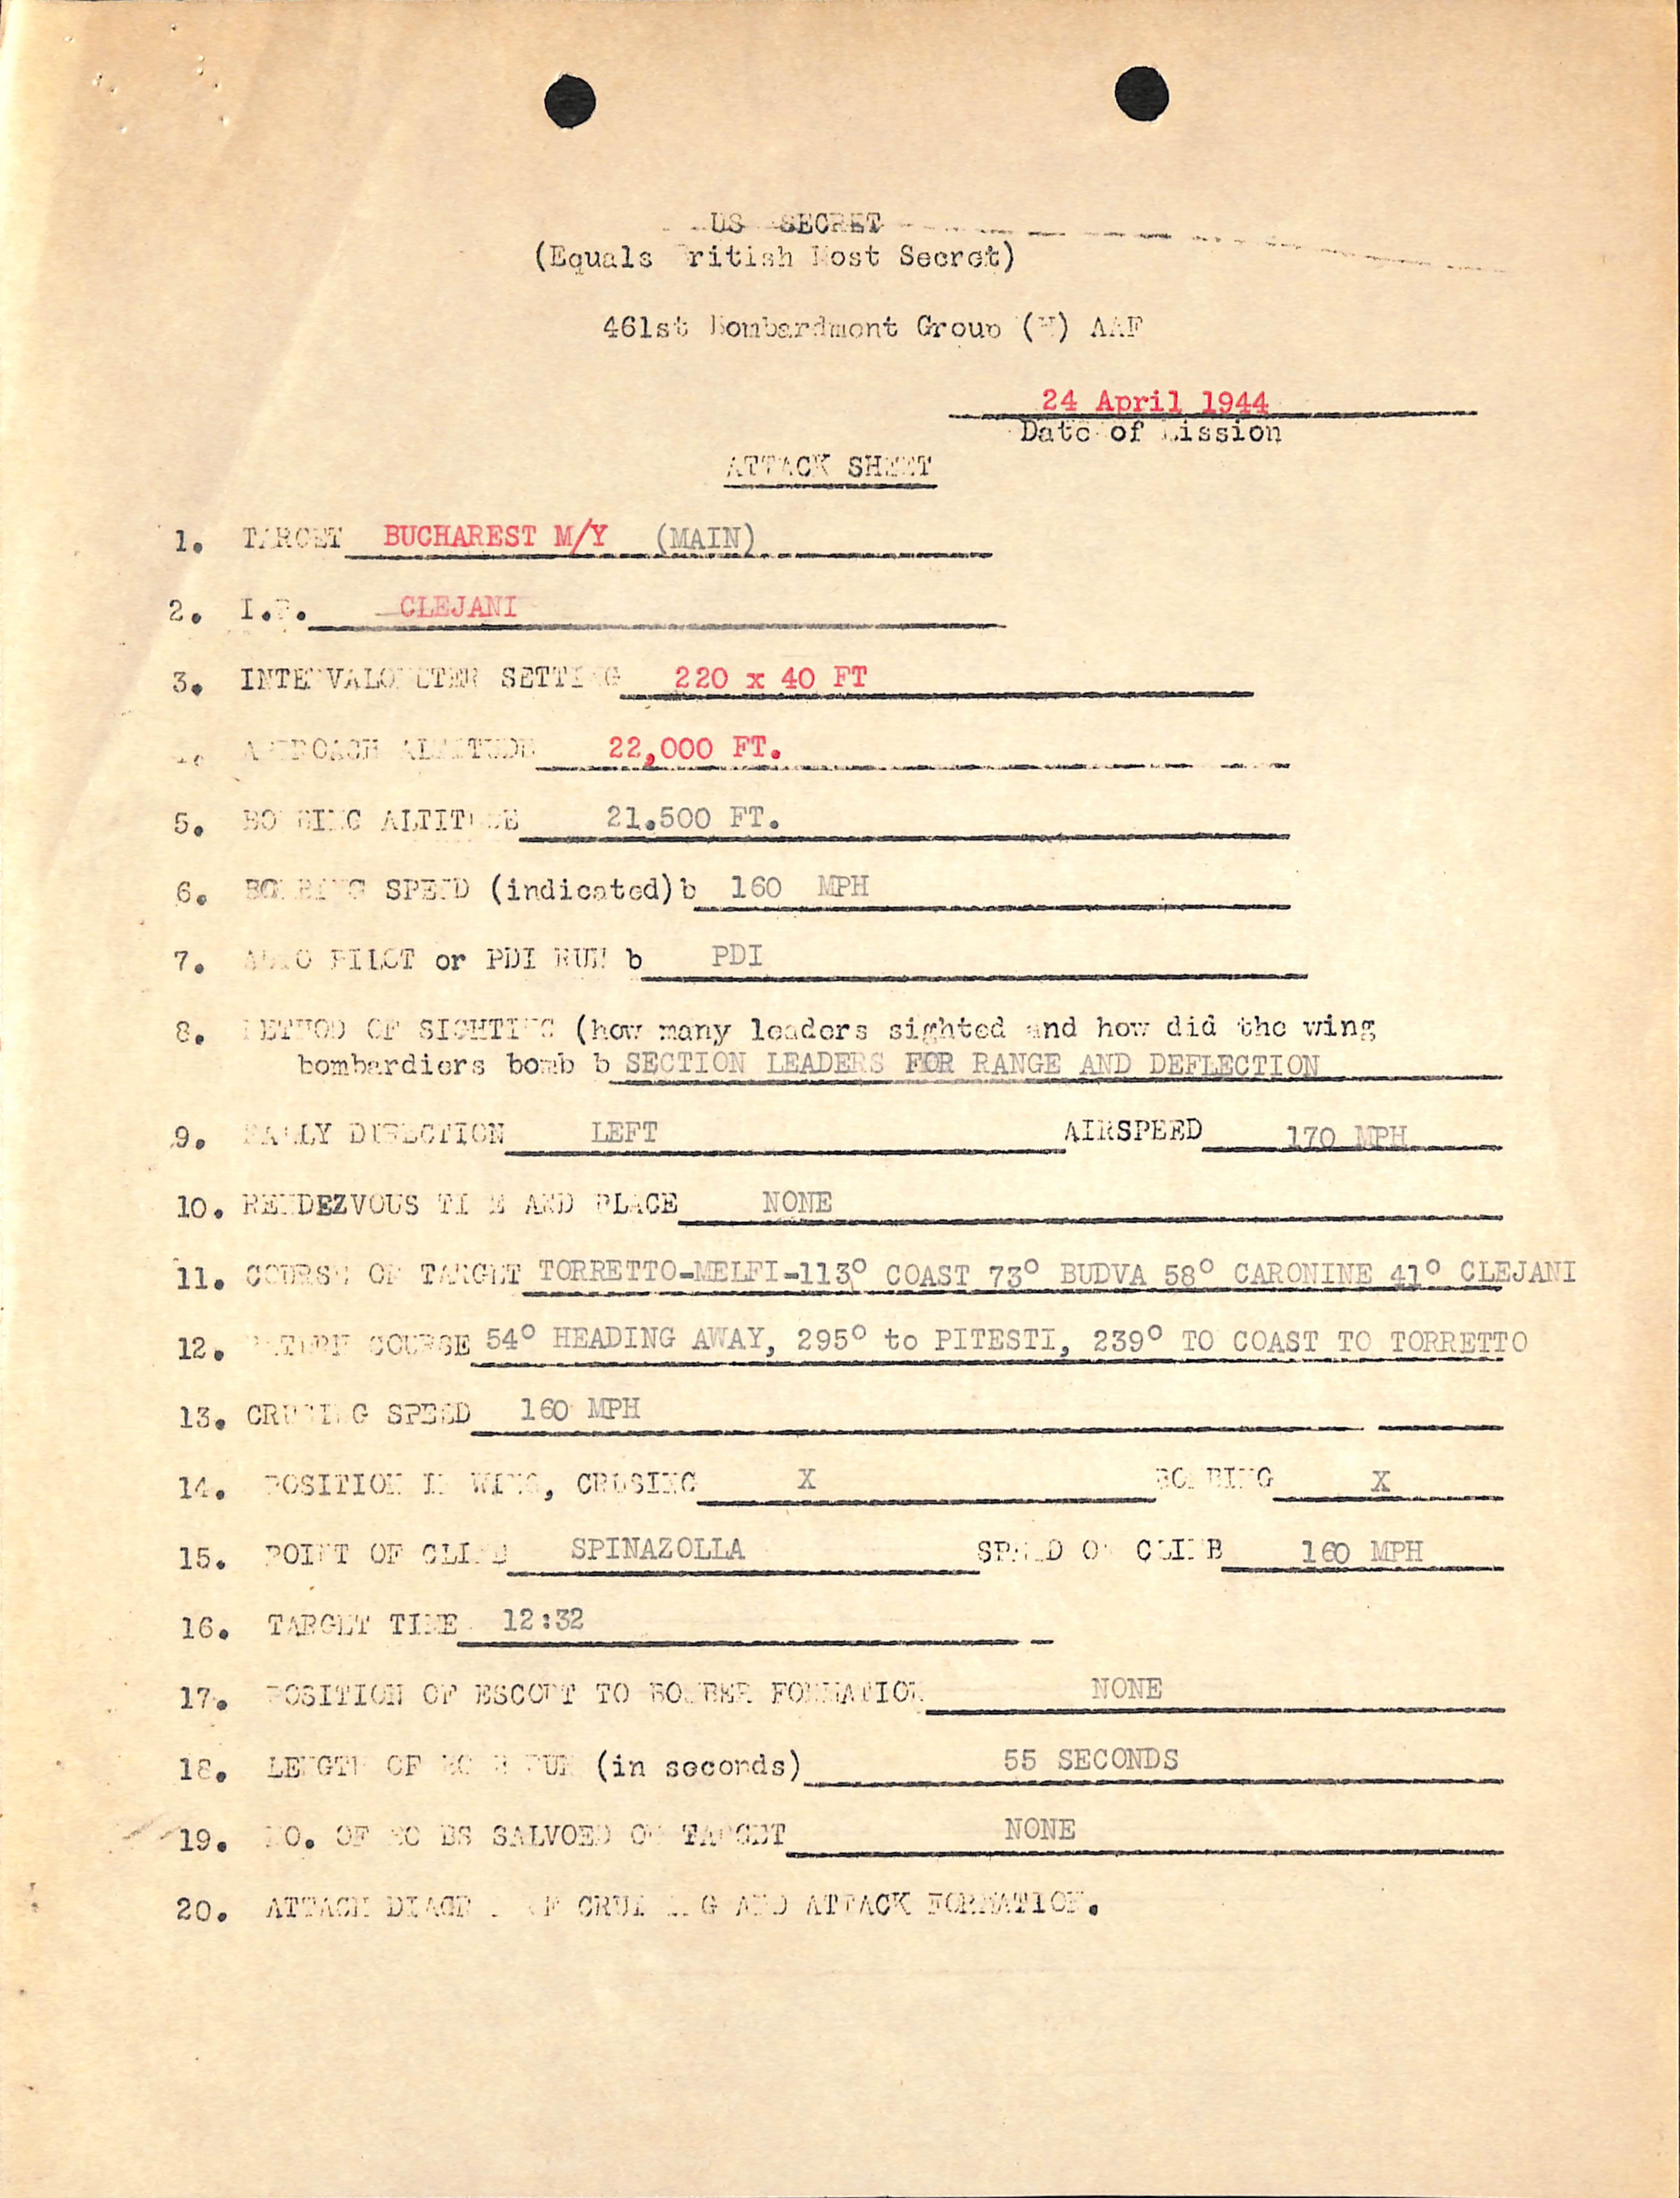 US SECRET
(Equals British Most Secret)
461st Bombardment Group (H) AAF
24 April 1944
Date of Mission
ATTACK SHEET
1. TARGET BUCHAREST M/Y (MAIN)
2. I.P. CLEJANI
3. INTERVALOMETER SETTING 220 x 40 FT
4. APPROACH ALTITUDE 22,000 FT.
5. BOMBING ALTITUDE 21.500 FT.
6. BOMBING SPEED (indicated)b 160 MPH
7. AUTO PILOT or PDI RUN b PDI
8. METHOD OF SIGHTING (how many leaders sighted and how did the wing
bombardiers bomb b SECTION LEADERS FOR RANGE AND DEFLECTION
9. RALLY DIRECTION LEFT AIRSPEED 170 MPH
10. RENDEZVOUS TIME AND PLACE NONE
11. COURSE OF TARGET TORRETTO-MELFI-113° COAST 73° BUDVA 58° CARONINE 41° CLEJANI
12. RETURN COURSE 54° HEADING AWAY, 295° to PITESTI, 239° TO COAST TO TORRETTO
13. CRUSING SPEED 160 MPH
14. POSITION IN WING, CRUSING X BOMBING X
15. POINT OF CLIMB SPINAZOLLA SPEED OF CLIMB 160 MPH
16. TARGET TIME 12:32
17. POSITION OF ESCORT TO BOMBER FORMATION NONE
18. LENGTH OF BOMB RUN (in seconds) 55 SECONDS
19. NO. OF BOMBS SALVOED ON TARGET NONE
20. ATTACH DIAGRAM OF CRUISING AND ATTACK FORMATION.